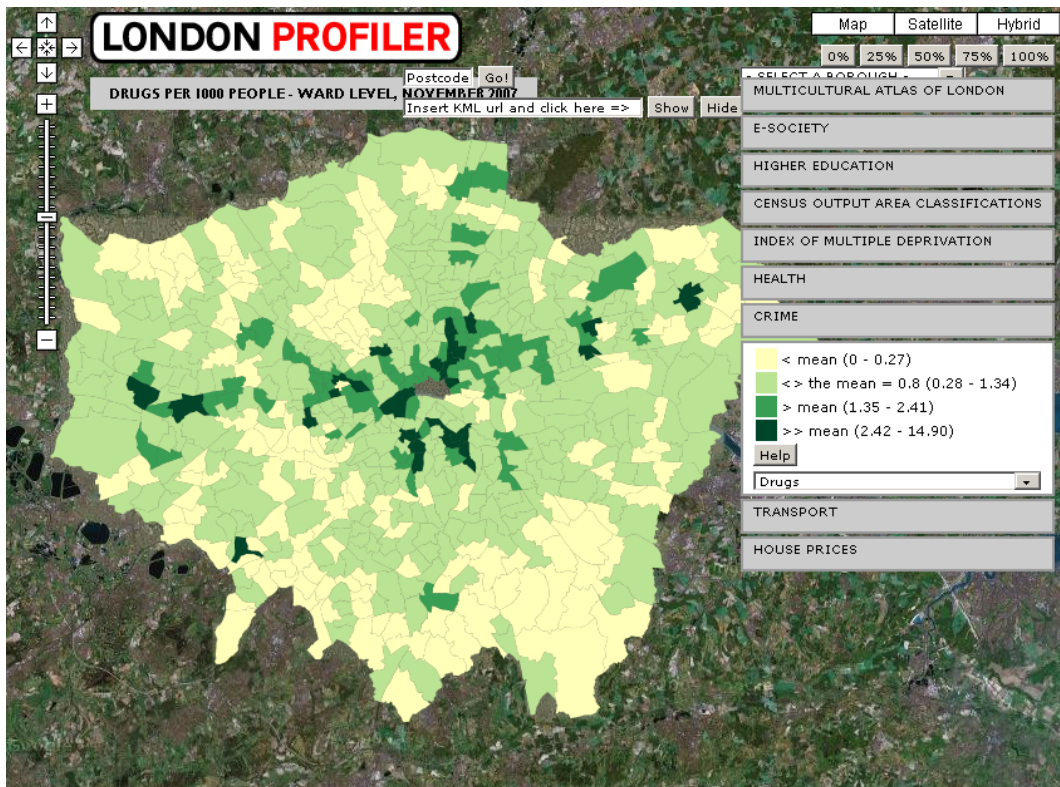 LONDON PROFILER
Map Satellite Hybrid
0% 25% 50% 75% 100%
Postcode Go!
- SELECT A BOROUGH -
DRUGS PER 1000 PEOPLE - WARD LEVEL, NOVEMBER 2007
Insert KML url and click here => Show Hide
MULTICULTURAL ATLAS OF LONDON
E-SOCIETY
HIGHER EDUCATION
CENSUS OUTPUT AREA CLASSIFICATIONS
INDEX OF MULTIPLE DEPRIVATION
HEALTH
CRIME
< mean (0 - 0.27)
<> the mean = 0.8 (0.28 - 1.34)
> mean (1.35 - 2.41)
>> mean (2.42 - 14.90)
Help
Drugs
TRANSPORT
HOUSE PRICES